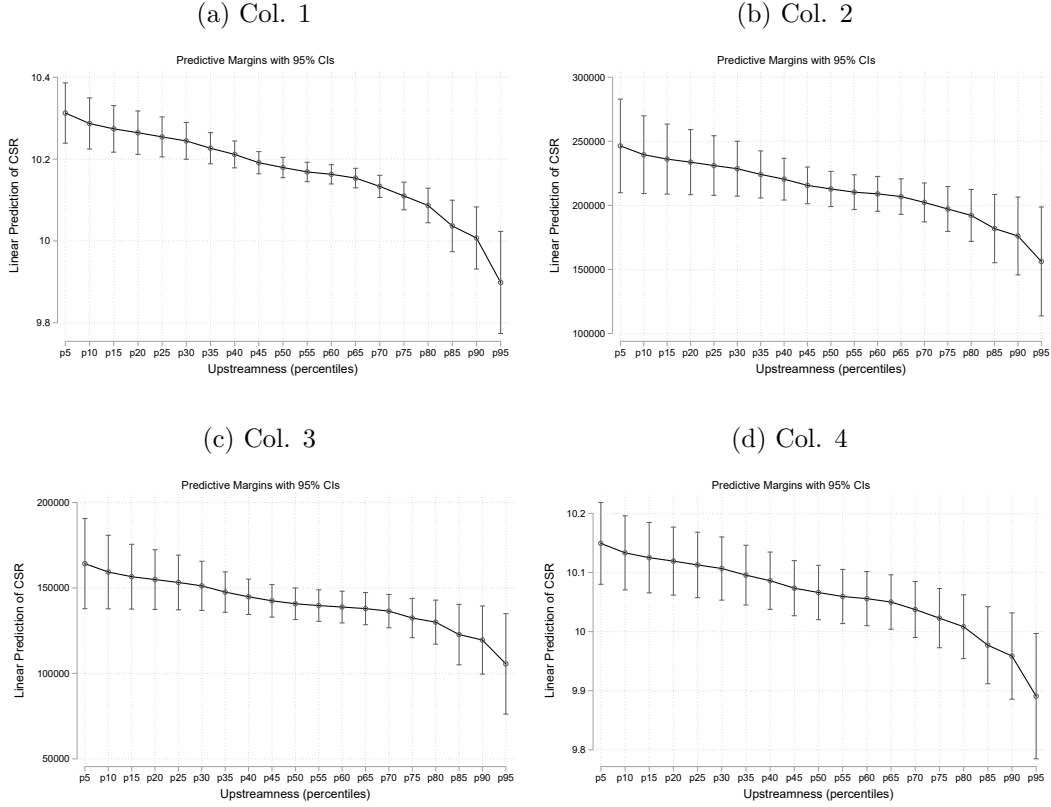 (a) Col. 1
Predictive Margins with 95% CIs
Linear Prediction of CSR
10.4
10.2
10
9.8
p5 p10 p15 p20 p25 p30 p35 p40 p45 p50 p55 p60 p65 p70 p75 p80 p85 p90 p95
Upstreamness (percentiles)
(b) Col. 2
Predictive Margins with 95% CIs
Linear Prediction of CSR
300000
250000
200000
150000
100000
p5 p10 p15 p20 p25 p30 p35 p40 p45 p50 p55 p60 p65 p70 p75 p80 p85 p90 p95
Upstreamness (percentiles)
(c) Col. 3
Predictive Margins with 95% CIs
Linear Prediction of CSR
200000
150000
100000
50000
p5 p10 p15 p20 p25 p30 p35 p40 p45 p50 p55 p60 p65 p70 p75 p80 p85 p90 p95
Upstreamness (percentiles)
(d) Col. 4
Predictive Margins with 95% CIs
Linear Prediction of CSR
10.2
10.1
10
9.9
9.8
p5 p10 p15 p20 p25 p30 p35 p40 p45 p50 p55 p60 p65 p70 p75 p80 p85 p90 p95
Upstreamness (percentiles)